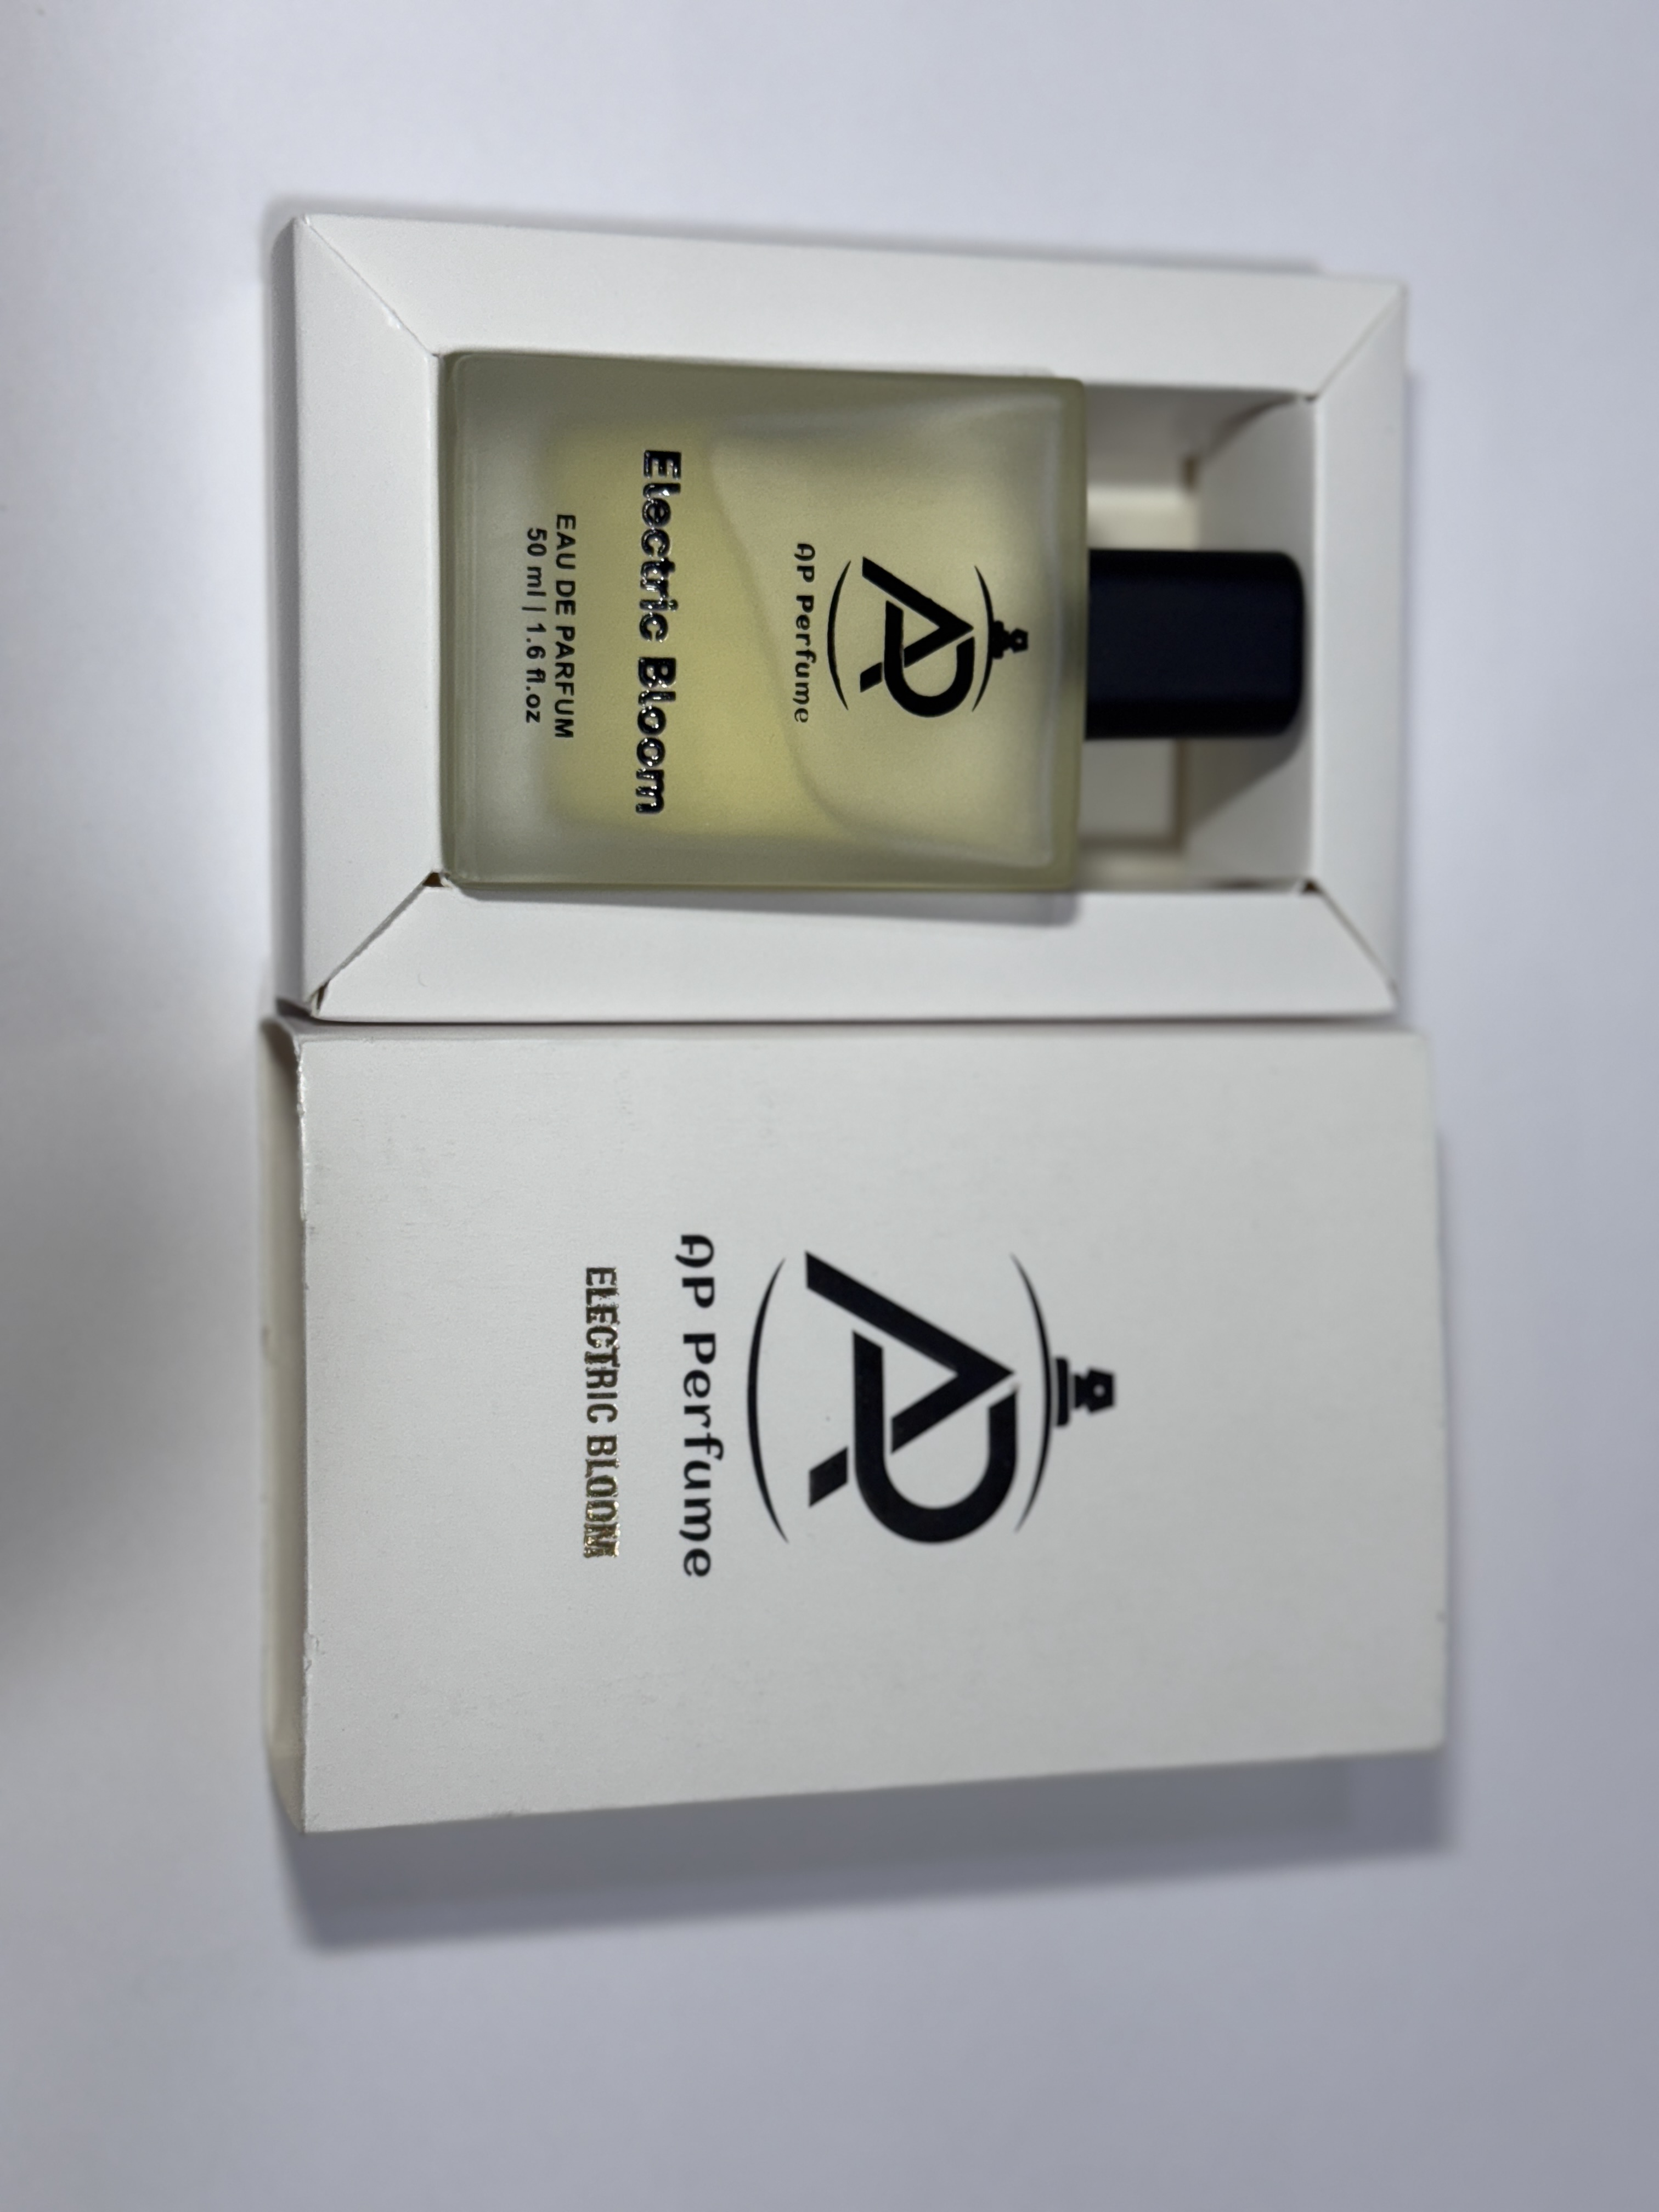 AP
AP Perfume
Electric Bloom
EAU DE PARFUM
50 ml | 1.6 fl.oz
AP
AP Perfume
ELECTRIC BLOOM